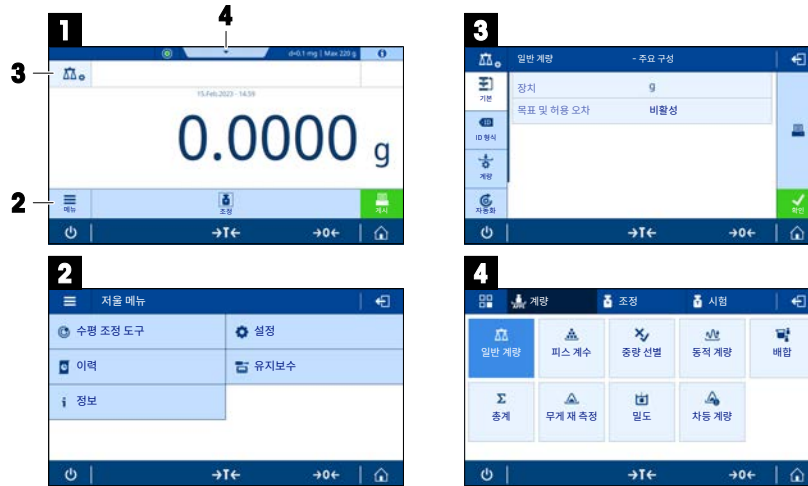 1
4
d=0.1 mg | Max 220 g
3
15.Feb.2023 - 14.59
0.0000 g
2
메뉴
조정
게시
→T←
→0←
3
일반 계량 - 주요 구성
기본
장치 g
목표 및 허용 오차 비활성
ID 형식
계량
자동화
확인
→T←
→0←
2
저울 메뉴
수평 조정 도구
설정
이력
유지보수
정보
→T←
→0←
4
계량
조정
시험
일반 계량
피스 계수
중량 선별
동적 계량
배합
총계
무게 재 측정
밀도
차등 계량
→T←
→0←